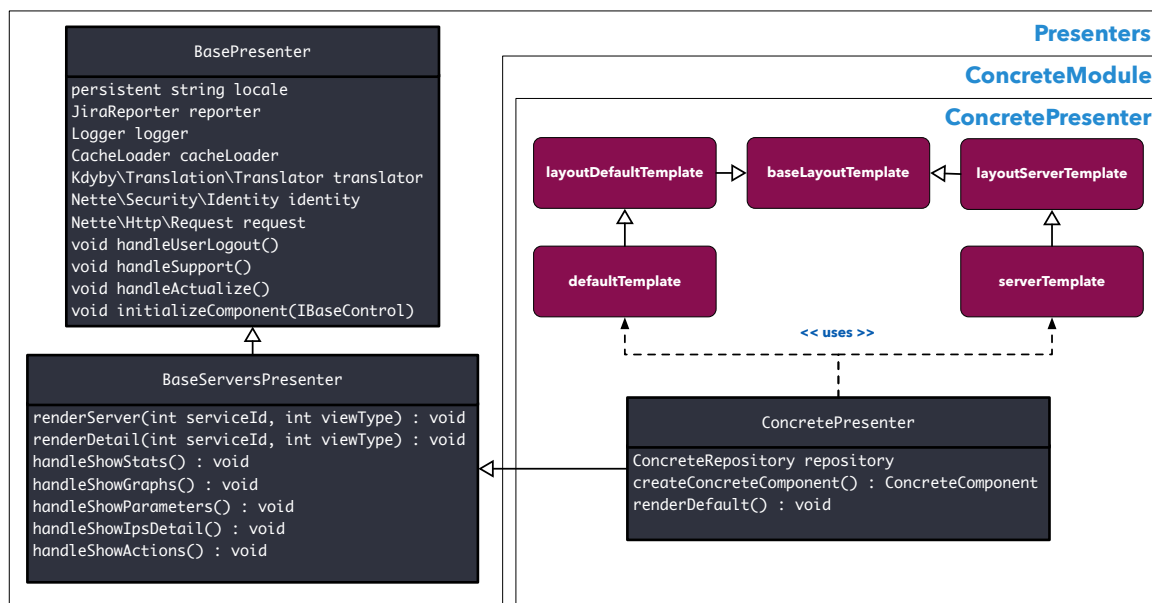 Presenters
ConcreteModule
ConcretePresenter
BasePresenter
persistent string locale
JiraReporter reporter
Logger logger
CacheLoader cacheLoader
Kdyby\Translation\Translator translator
Nette\Security\Identity identity
Nette\Http\Request request
void handleUserLogout()
void handleSupport()
void handleActualize()
void initializeComponent(IBaseControl)
BaseServersPresenter
renderServer(int serviceId, int viewType) : void
renderDetail(int serviceId, int viewType) : void
handleShowStats() : void
handleShowGraphs() : void
handleShowParameters() : void
handleShowIpsDetail() : void
handleShowActions() : void
layoutDefaultTemplate
baseLayoutTemplate
layoutServerTemplate
defaultTemplate
serverTemplate
<< uses >>
ConcretePresenter
ConcreteRepository repository
createConcreteComponent() : ConcreteComponent
renderDefault() : void